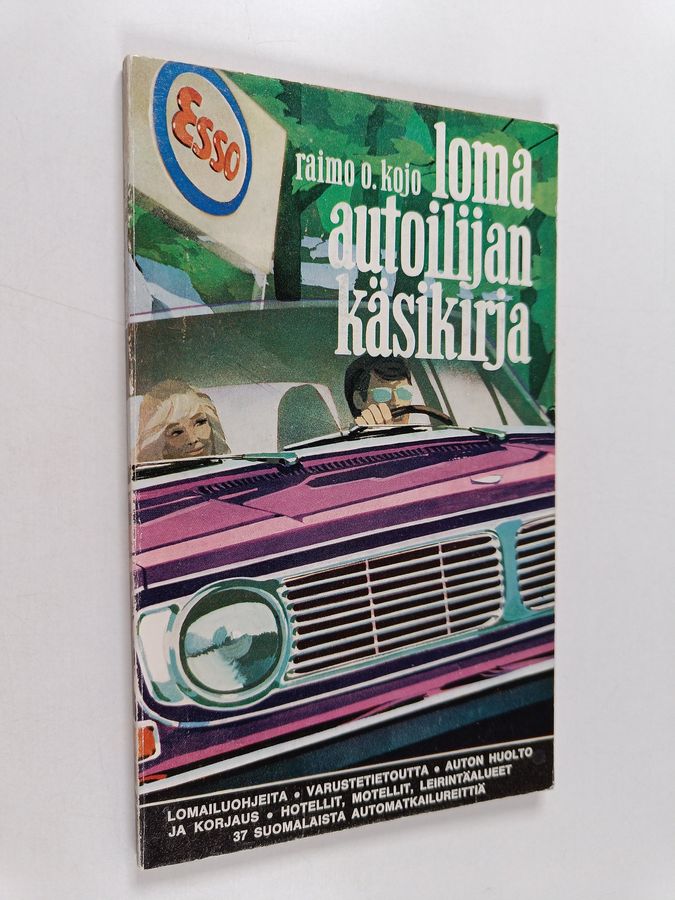 Esso
raimo o. kojo loma
autoilijan
käsikirja
LOMAILUOHJEITA • VARUSTETIETOUTTA • AUTON HUOLTO
JA KORJAUS • HOTELLIT, MOTELLIT, LEIRINTÄALUEET
37 SUOMALAISTA AUTOMATKAILUREITTIÄ